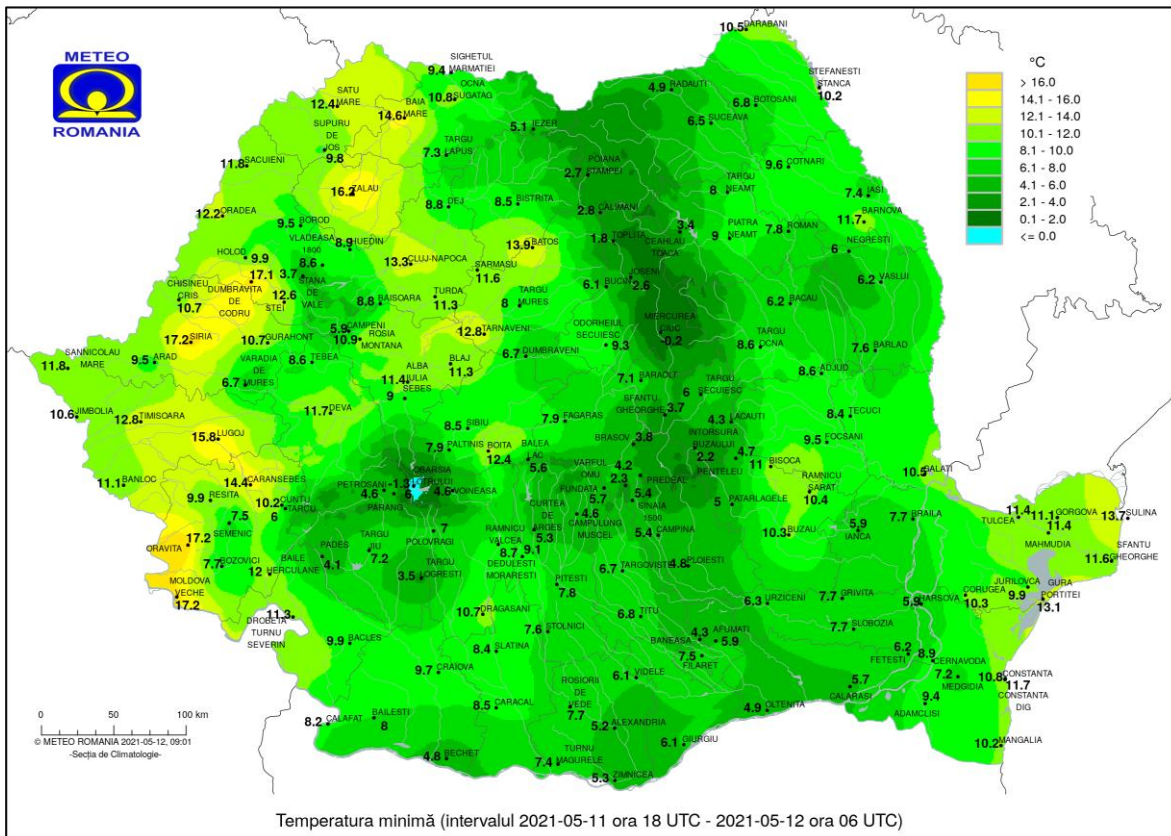 METEO
ROMANIA
°C
> 16.0
14.1 - 16.0
12.1 - 14.0
10.1 - 12.0
8.1 - 10.0
6.1 - 8.0
4.1 - 6.0
2.1 - 4.0
0.1 - 2.0
<= 0.0
10.5 DARABANI
SIGHETUL
MARMATIEI
9.4
OCNA
SUGATAG
10.8
4.9 RADAUTI
STEFANESTI
STANCA
10.2
SATU
MARE
12.4
BAIA
MARE
14.6
6.8 BOTOSANI
6.5 SUCEAVA
5.1 IEZER
SUPURU
DE
JOS
9.8
TARGU
LAPUS
7.3
11.8 SACUIENI
POIANA
STAMPEI
2.7
9.6 COTNARI
16.2 ZALAU
TARGU
NEAMT
8
7.4 IASI
12.2 ORADEA
9.5 BOROD
8.8 DEJ
8.5 BISTRITA
2.8 CALIMANI
BARNOVA
11.7
VLADEASA
1800
8.6
8.9 HUEDIN
13.9 BATOS
1.8 TOPLITA
3.4
CEAHLAU
TOACA
PIATRA
NEAMT
9
7.8 ROMAN
6 NEGRESTI
HOLOD
9.9
13.3 CLUJ-NAPOCA
SARMASU
11.6
17.1
DUMBRAVITA
DE
CODRU
3.7
STANA
DE
VALE
JOSENI
2.6
6.1 BUCIN
6.2 VASLUI
CHISINEU
CRIS
10.7
12.6
STEI
8.8 BAISOARA
TURDA
11.3
TARGU
MURES
8
6.2 BACAU
5.9 CAMPENI
10.9
ROSIA
MONTANA
12.8 TARNAVENI
ODORHEIUL
SECUIESC
9.3
MIERCUREA
CIUC
-0.2
17.2 SIRIA
10.7 GURAHONT
TARGU
OCNA
8.6
7.6 BARLAD
SANNICOLAU
MARE
11.8
9.5 ARAD
VARADIA
DE
MURES
6.7
8.6 TEBEA
6.7 DUMBRAVENI
BLAJ
11.3
ALBA
IULIA
11.4
SEBES
9
7.1 BARAOLT
TARGU
SECUIESC
6
8.6 ADJUD
10.6 JIMBOLIA
12.8 TIMISOARA
11.7 DEVA
SFANTU
GHEORGHE
3.7
8.4 TECUCI
8.5 SIBIU
7.9 FAGARAS
4.3 LACAUTI
15.8 LUGOJ
7.9 PALTINIS
BOITA
12.4
BALEA
LAC
5.6
BRASOV 3.8
INTORSURA
BUZAULUI
2.2
4.7
PENTELEU
9.5 FOCSANI
11 BISOCA
10.5 GALATI
VARFUL
OMU
4.2
2.3
PREDEAL
11.1 BANLOC
14.4 CARANSEBES
OBARSIA
LOTRULUI
-1.3
PETROSANI
4.6
6
PARANG
4.6 VOINEASA
FUNDATA
5.7
5.4
SINAIA
1500
RAMNICU
SARAT
10.4
9.9 RESITA
10.2 CUNTU
6 TARCU
5 PATARLAGELE
7.5
SEMENIC
CURTEA
DE
ARGES
5.3
4.6
CAMPULUNG
MUSCEL
5.4 CAMPINA
10.3 BUZAU
5.9
IANCA
7.7 BRAILA
11.4
TULCEA
11.1 GORGOVA
11.4
MAHMUDIA
13.7 SULINA
17.2
ORAVITA
7
POLOVRAGI
RAMNICU
VALCEA
8.7
9.1
DEDULESTI
MORARESTI
7.7 BOZOVICI
BAILE
HERCULANE
12
PADES
4.1
TARGU
JIU
7.2
TARGU
LOGRESTI
3.5
6.7 TARGOVISTE
4.8 PLOIESTI
SFANTU
GHEORGHE
11.6
MOLDOVA
VECHE
17.2
PITESTI
7.8
JURILOVCA
9.9
GURA
PORTITEI
13.1
CORUGEA
10.3
11.3
DROBETA
TURNU
SEVERIN
10.7 DRAGASANI
6.8 TITU
6.3 URZICENI
7.7 GRIVITA
5.9 HARSOVA
9.9 BACLES
7.6 STOLNICI
BANEASA
4.3 AFUMATI
5.9
7.5
FILARET
7.7 SLOBOZIA
8.4 SLATINA
6.2
FETESTI
8.9
CERNAVODA
9.7 CRAIOVA
6.1 VIDELE
7.2
MEDGIDIA
10.8 CONSTANTA
11.7
CONSTANTA
DIG
5.7
CALARASI
8.2 CALAFAT
BAILESTI
8
8.5 CARACAL
ROSIORII
DE
VEDE
7.7
4.9 OLTENITA
9.4
ADAMCLISI
5.2 ALEXANDRIA
6.1 GIURGIU
10.2 MANGALIA
4.8 BECHET
TURNU
MAGURELE
7.4
5.3 ZIMNICEA
0 50 100 km
© METEO ROMANIA 2021-05-12, 09:01
-Secția de Climatologie-
Temperatura minimă (intervalul 2021-05-11 ora 18 UTC - 2021-05-12 ora 06 UTC)